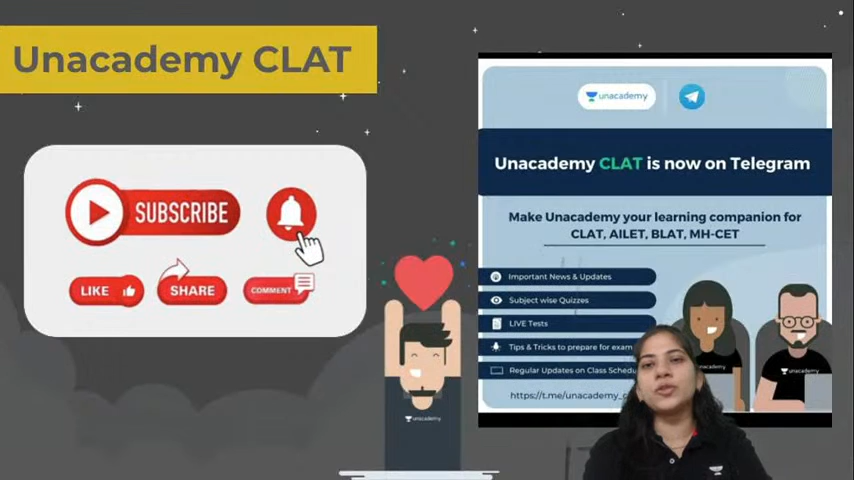 Unacademy CLAT
SUBSCRIBE
LIKE
SHARE
COMMENT
unacademy
unacademy
Unacademy CLAT is now on Telegram
Make Unacademy your learning companion for
CLAT, AILET, BLAT, MH-CET
Important News & Updates
Subject wise Quizzes
LIVE Tests
Tips & Tricks to prepare for exam
Regular Updates on Class
https://t.me/unacademy_
unacademy
unacademy